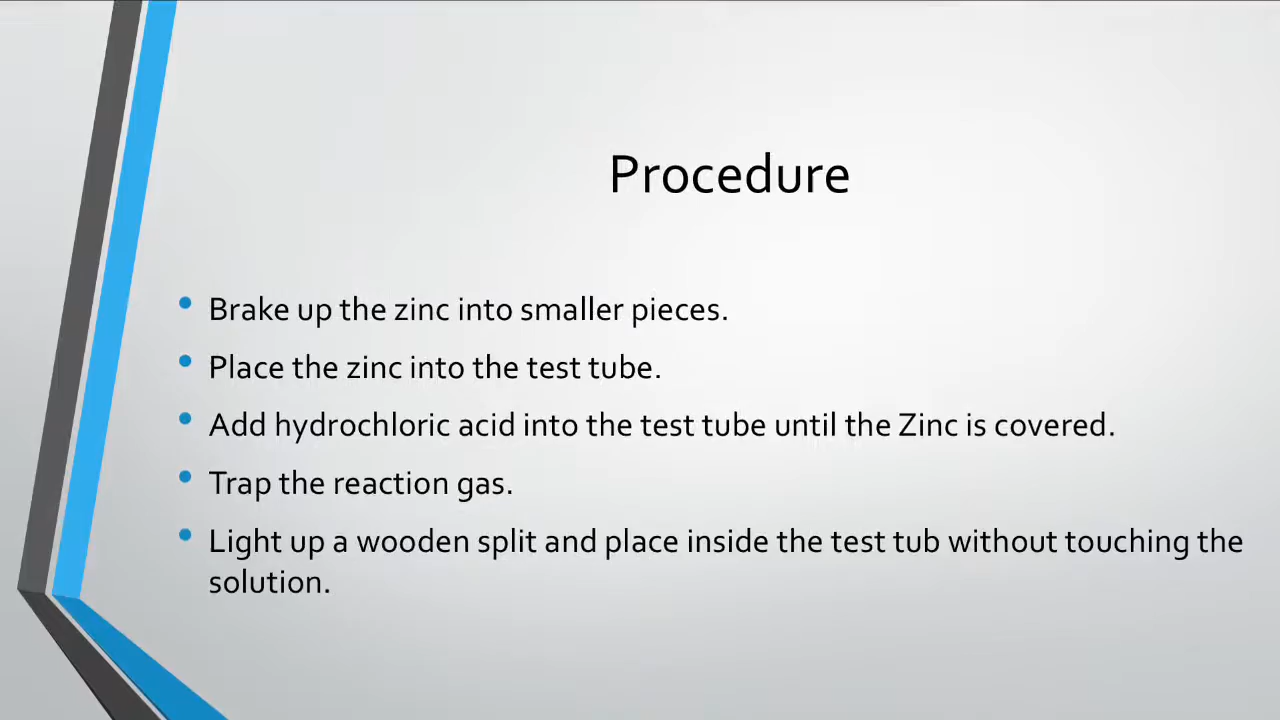 Procedure
• Brake up the zinc into smaller pieces.
• Place the zinc into the test tube.
• Add hydrochloric acid into the test tube until the Zinc is covered.
• Trap the reaction gas.
• Light up a wooden split and place inside the test tub without touching the
solution.